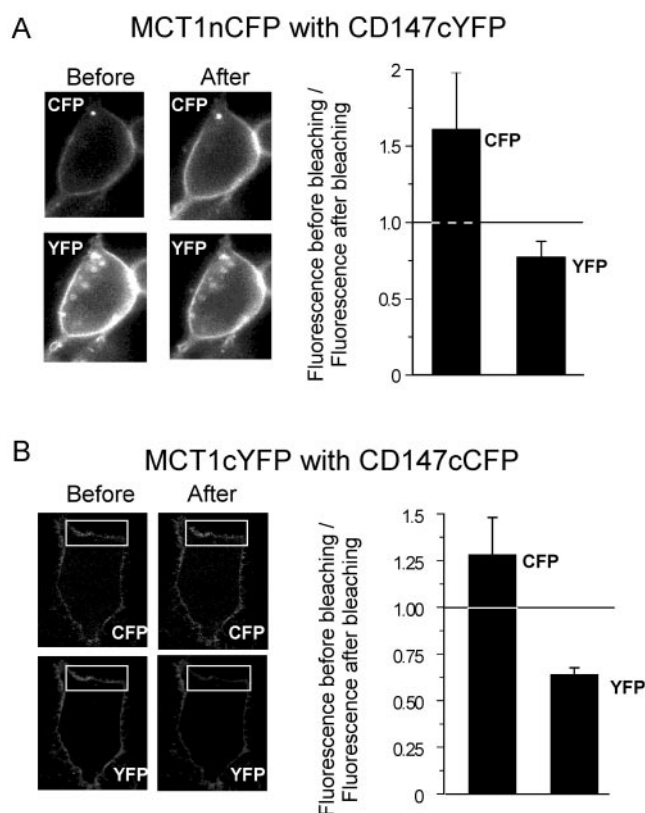 A
MCT1nCFP with CD147cYFP
Before After
CFP CFP
YFP YFP
Fluorescence before bleaching /
Fluorescence after bleaching
2
1.5
1.0
0.5
0
CFP
YFP
B
MCT1cYFP with CD147cCFP
Before After
CFP CFP
YFP YFP
Fluorescence before bleaching /
Fluorescence after bleaching
1.5
1.25
1.00
0.75
0.50
0.25
0
CFP
YFP